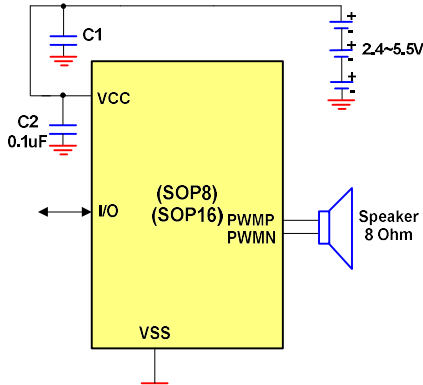 C1
+
+
2.4~5.5V
-
+
-
-
VCC
C2
0.1uF
(SOP8)
(SOP16)
I/O
PWMP
PWMN
Speaker
8 Ohm
VSS